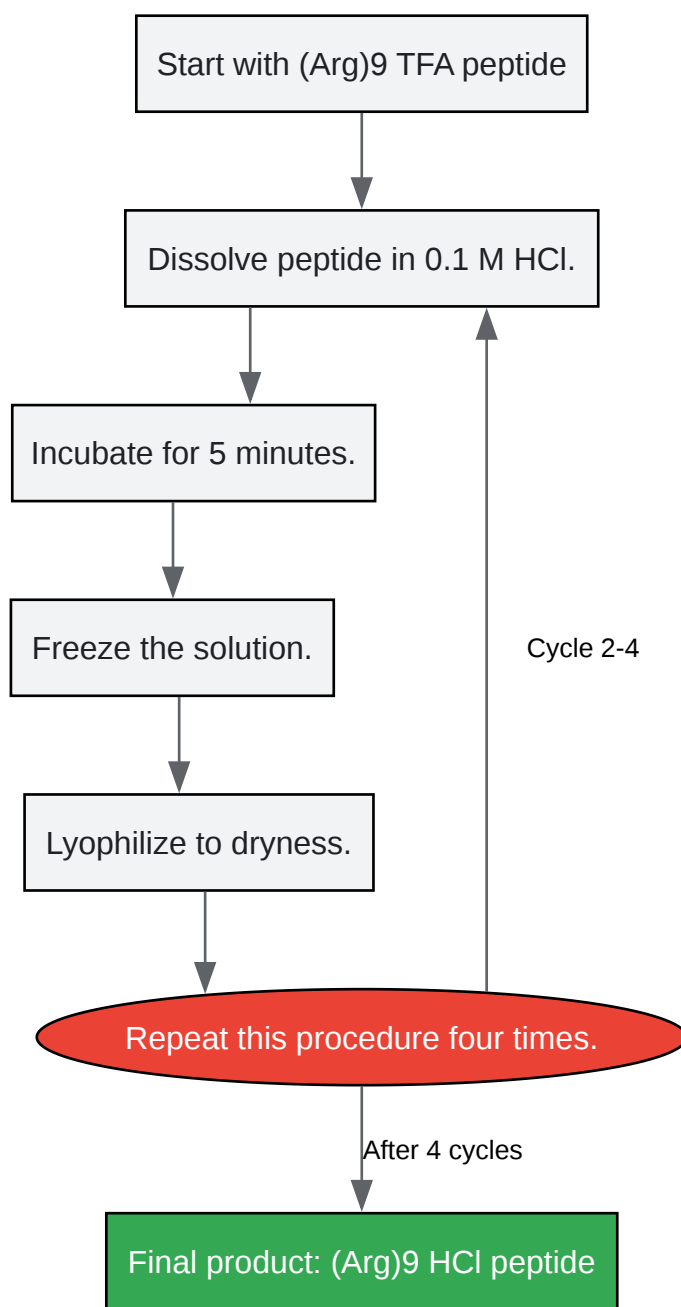 Start with (Arg)9 TFA peptide
Dissolve peptide in 0.1 M HCl.
Incubate for 5 minutes.
Freeze the solution.
Cycle 2-4
Lyophilize to dryness.
Repeat this procedure four times.
After 4 cycles
Final product: (Arg)9 HCl peptide